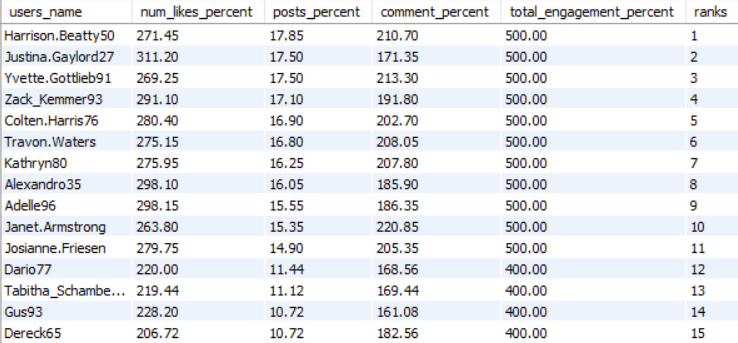 users_name num_likes_percent posts_percent comment_percent total_engagement_percent ranks
Harrison.Beatty50 271.45 17.85 210.70 500.00 1
Justina.Gaylord27 311.20 17.50 171.35 500.00 2
Yvette.Gottlieb91 269.25 17.50 213.30 500.00 3
Zack_Kemmer93 291.10 17.10 191.80 500.00 4
Colten.Harris76 280.40 16.90 202.70 500.00 5
Travon.Waters 275.15 16.80 208.05 500.00 6
Kathryn80 275.95 16.25 207.80 500.00 7
Alexandro35 298.10 16.05 185.90 500.00 8
Adelle96 298.15 15.55 186.35 500.00 9
Janet.Armstrong 263.80 15.35 220.85 500.00 10
Josianne.Friesen 279.75 14.90 205.35 500.00 11
Dario77 220.00 11.44 168.56 400.00 12
Tabitha_Schambe... 219.44 11.12 169.44 400.00 13
Gus93 228.20 10.72 161.08 400.00 14
Dereck65 206.72 10.72 182.56 400.00 15